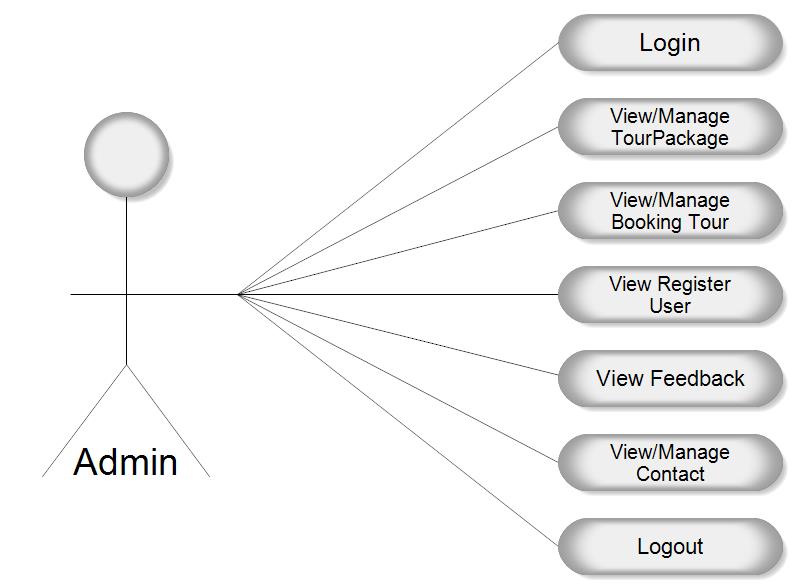 Login
View/Manage
TourPackage
View/Manage
Booking Tour
View Register
User
View Feedback
View/Manage
Contact
Logout
Admin